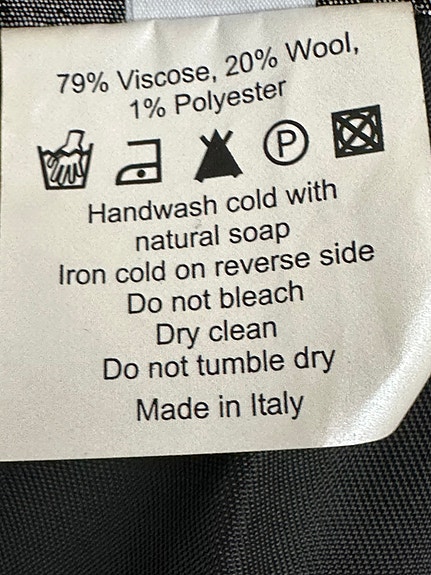 79% Viscose, 20% Wool,
1% Polyester
P
Handwash cold with
natural soap
Iron cold on reverse side
Do not bleach
Dry clean
Do not tumble dry
Made in Italy